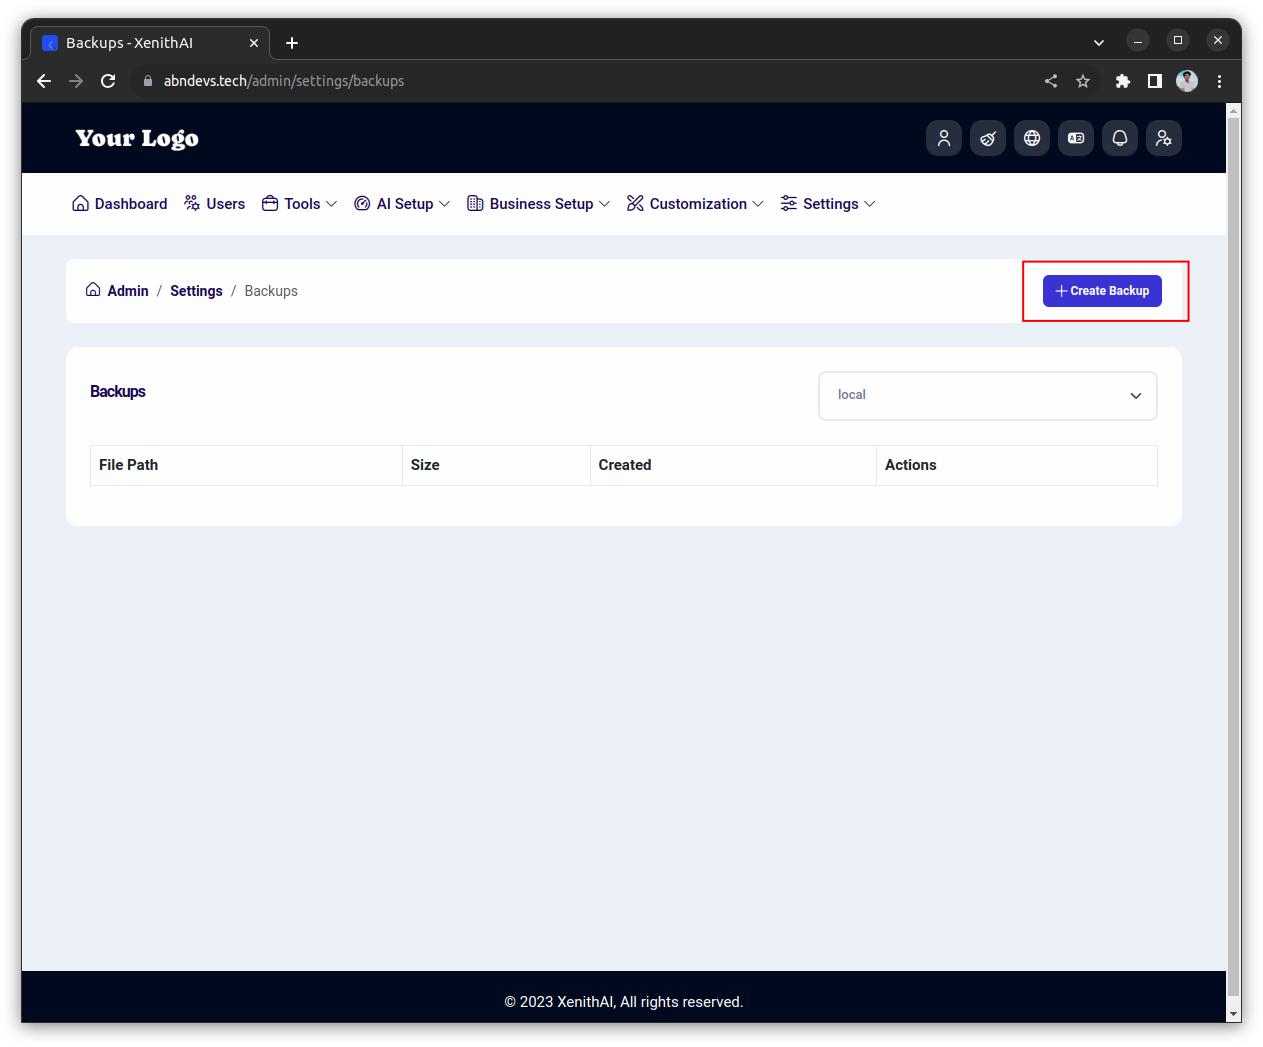 Backups - XenithAI
abndevs.tech/admin/settings/backups
Your Logo
Dashboard Users Tools AI Setup Business Setup Customization Settings
Admin / Settings / Backups
Create Backup
Backups
local
File Path Size Created Actions
© 2023 XenithAI, All rights reserved.